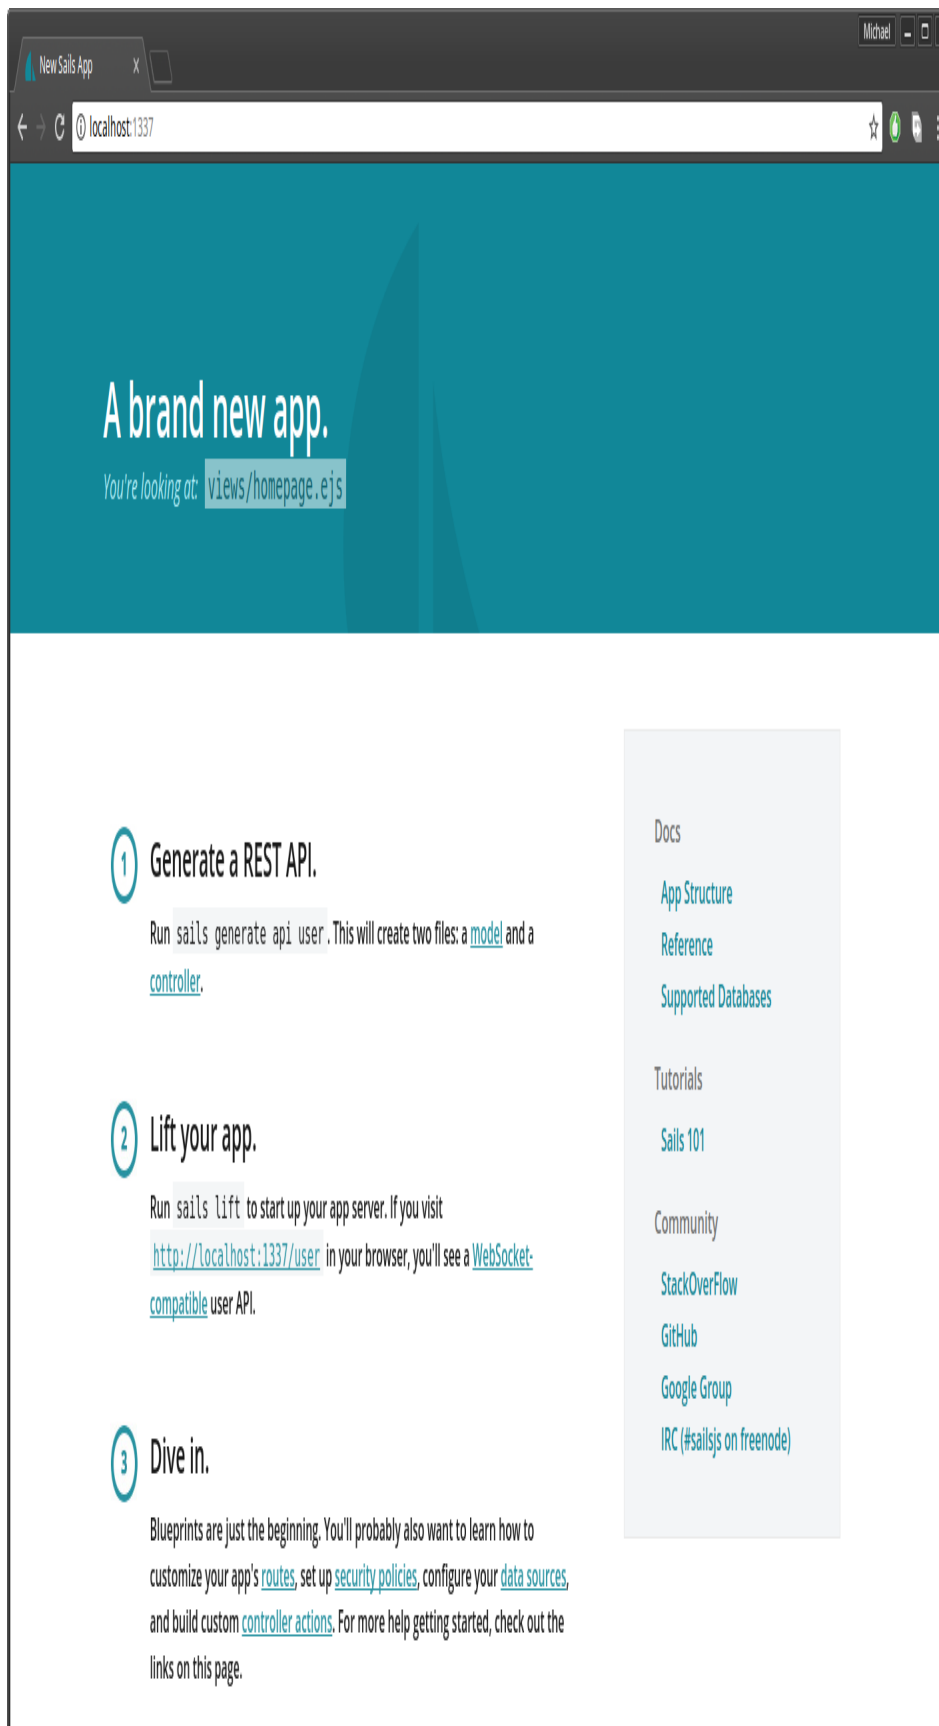 Michael
New Sails App
localhost:1337
A brand new app.
You're looking at: views/homepage.ejs
1 Generate a REST API.
Run sails generate api user. This will create two files: a model and a
controller.
2 Lift your app.
Run sails lift to start up your app server. If you visit
http://localhost:1337/user in your browser, you'll see a WebSocket-
compatible user API.
3 Dive in.
Blueprints are just the beginning. You'll probably also want to learn how to
customize your app's routes, set up security policies, configure your data sources,
and build custom controller actions. For more help getting started, check out the
links on this page.
Docs
App Structure
Reference
Supported Databases
Tutorials
Sails 101
Community
StackOverFlow
GitHub
Google Group
IRC (#sailsjs on freenode)